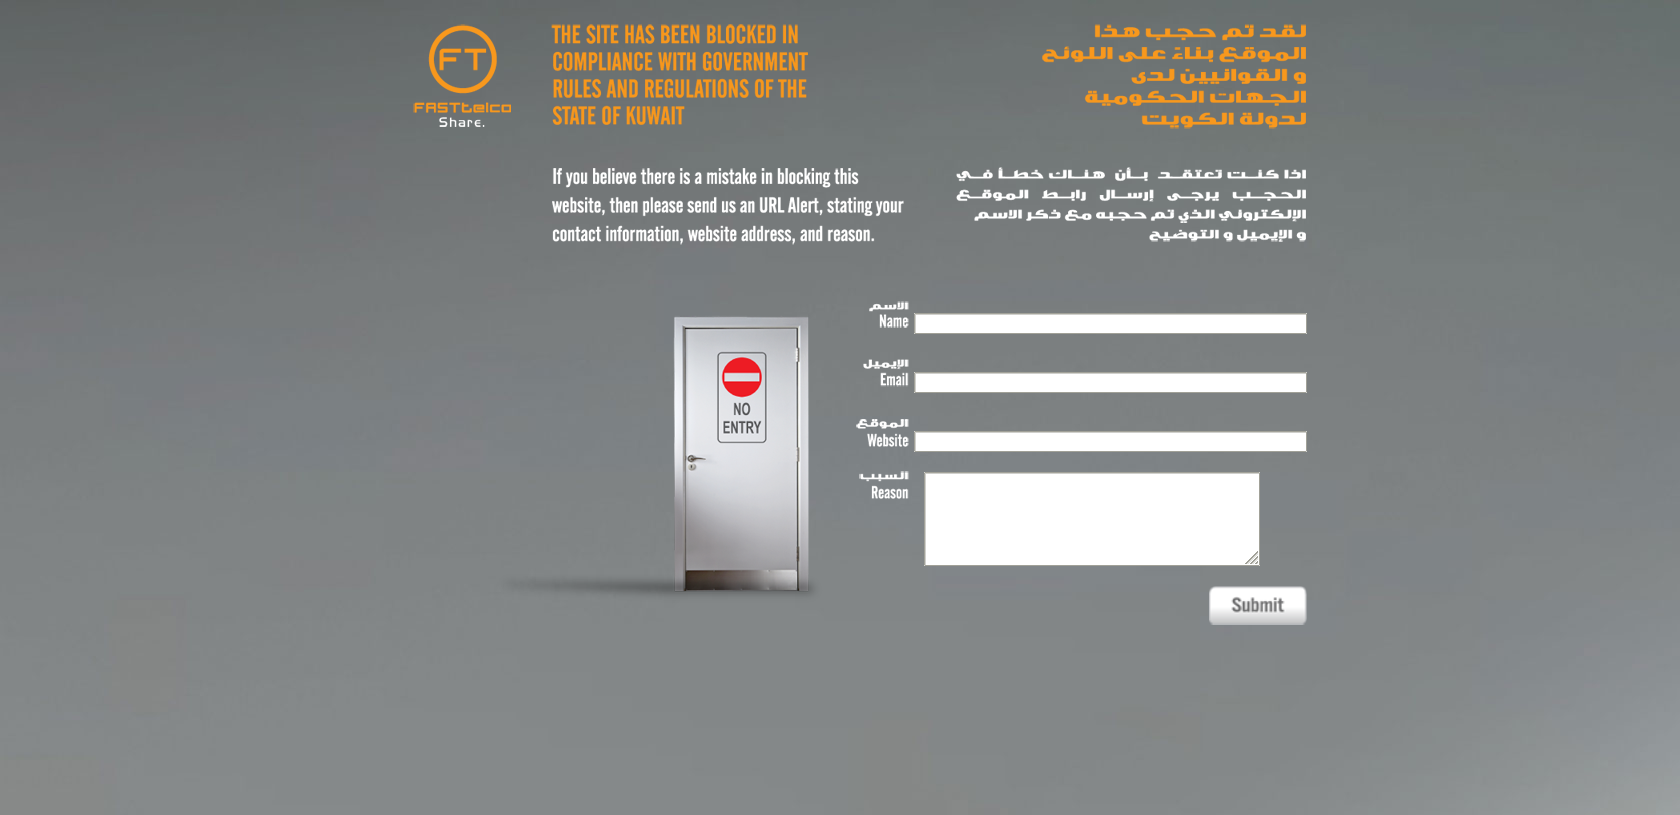 FT
FASTtelco
Share.
THE SITE HAS BEEN BLOCKED IN
COMPLIANCE WITH GOVERNMENT
RULES AND REGULATIONS OF THE
STATE OF KUWAIT
لقد تم حجب هذا
الموقع بناءً على اللوئح
و القوانيين لدى
الجهات الحكومية
لدولة الكويت
If you believe there is a mistake in blocking this
website, then please send us an URL Alert, stating your
contact information, website address, and reason.
اذا كنت تعتقد بأن هناك خطأ في
الحجب يرجى إرسال رابط الموقع
الإلكتروني الذي تم حجبه مع ذكر الاسم
و الإيميل و التوضيح
NO
ENTRY
الاسم
Name
الإيميل
Email
الموقع
Website
السبب
Reason
Submit